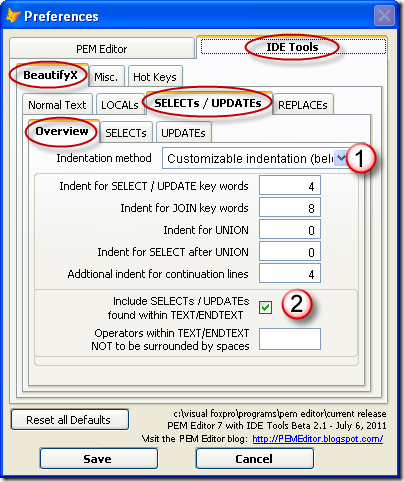 Preferences
PEM Editor
IDE Tools
BeautifyX
Misc.
Hot Keys
Normal Text
LOCALs
SELECTs / UPDATEs
REPLACEs
Overview
SELECTs
UPDATEs
Indentation method
Customizable indentation (belo
1
Indent for SELECT / UPDATE key words
4
Indent for JOIN key words
8
Indent for UNION
0
Indent for SELECT after UNION
0
Addtional indent for continuation lines
4
Include SELECTs / UPDATEs
found within TEXT/ENDTEXT
2
Operators within TEXT/ENDTEXT
NOT to be surrounded by spaces
Reset all Defaults
c:\visual foxpro\programs\pem editor\current release
PEM Editor 7 with IDE Tools Beta 2.1 - July 6, 2011
Visit the PEM Editor blog: http://PEMEditor.blogspot.com/
Save
Cancel